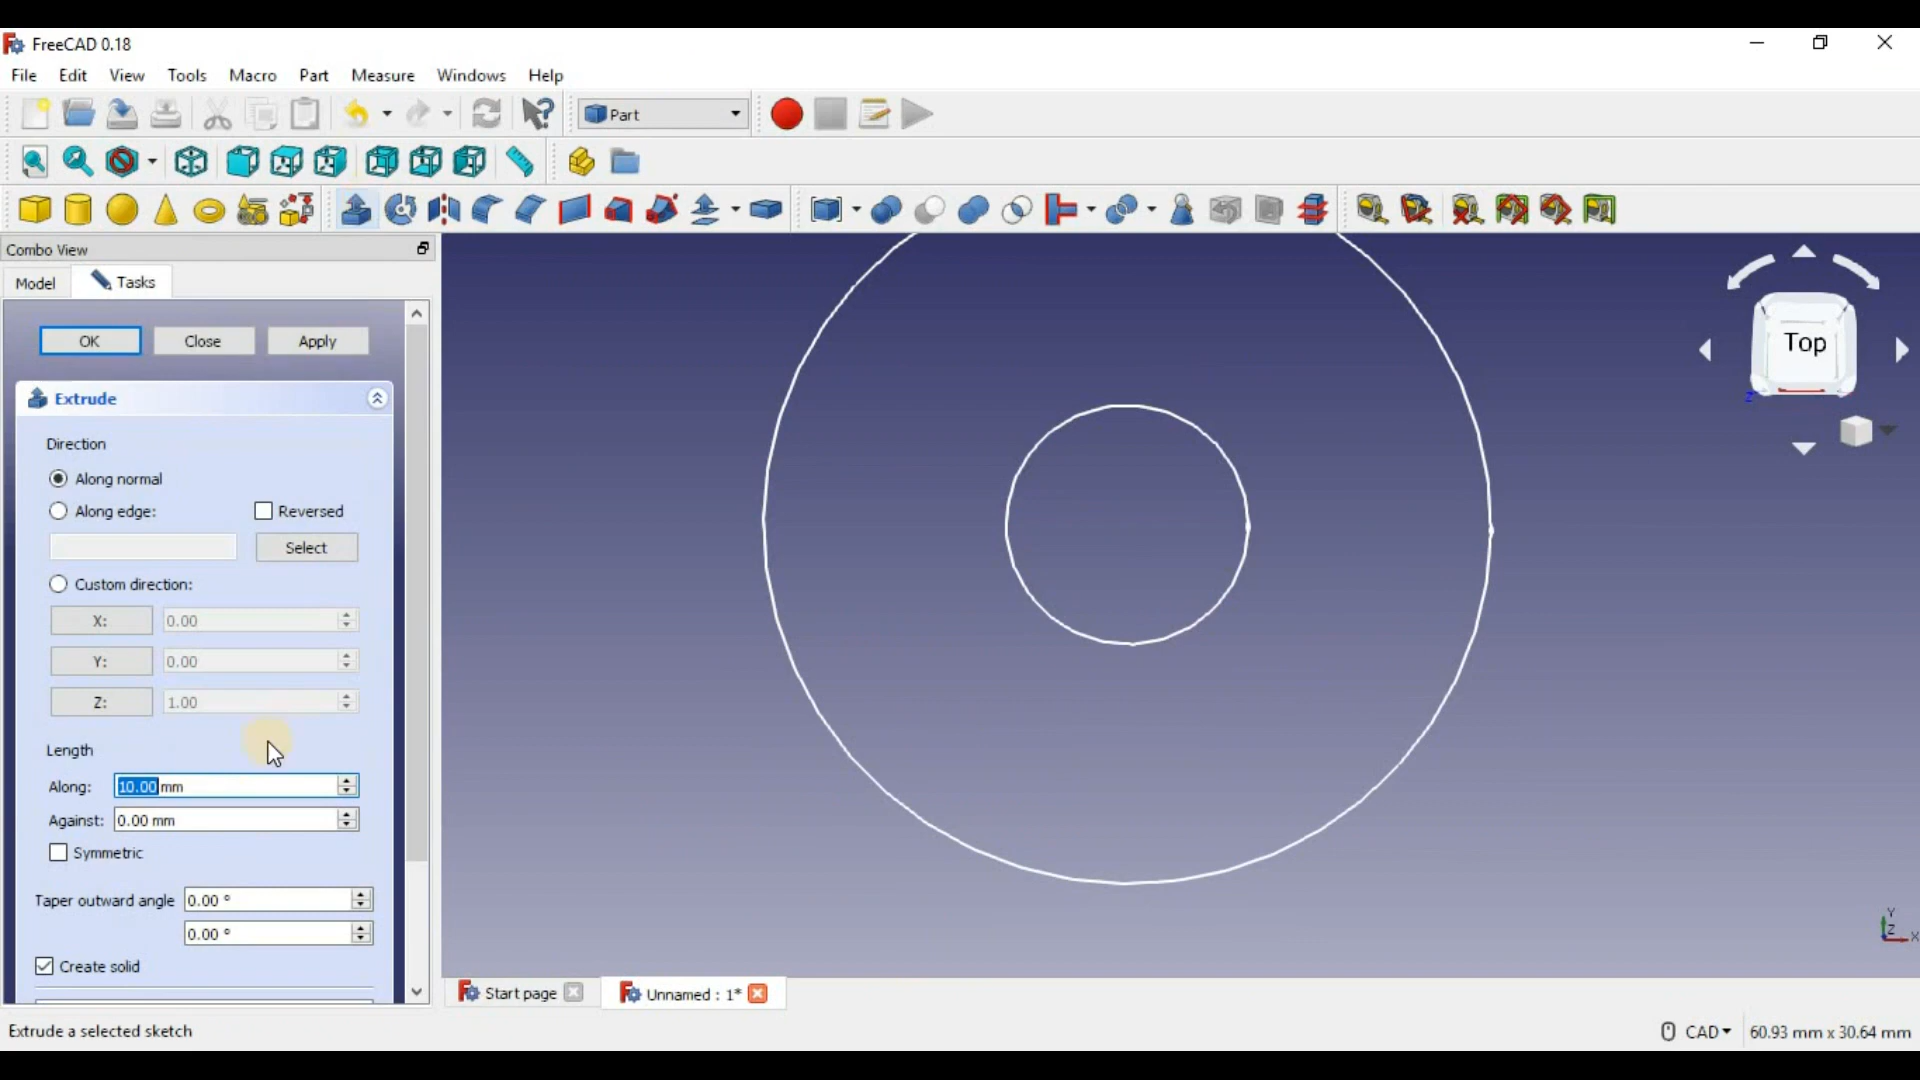 FreeCAD 0.18
File Edit View Tools Macro Part Measure Windows Help
Part
Combo View
Model Tasks
OK Close Apply
Extrude
Direction
Along normal
Along edge: Reversed
Select
Custom direction:
X: 0.00
Y: 0.00
Z: 1.00
Length
Along: 10.00 mm
Against: 0.00 mm
Symmetric
Taper outward angle 0.00 °
0.00 °
Create solid
Top
Z
Y
Z
X
Start page Unnamed : 1*
Extrude a selected sketch CAD 60.93 mm x 30.64 mm